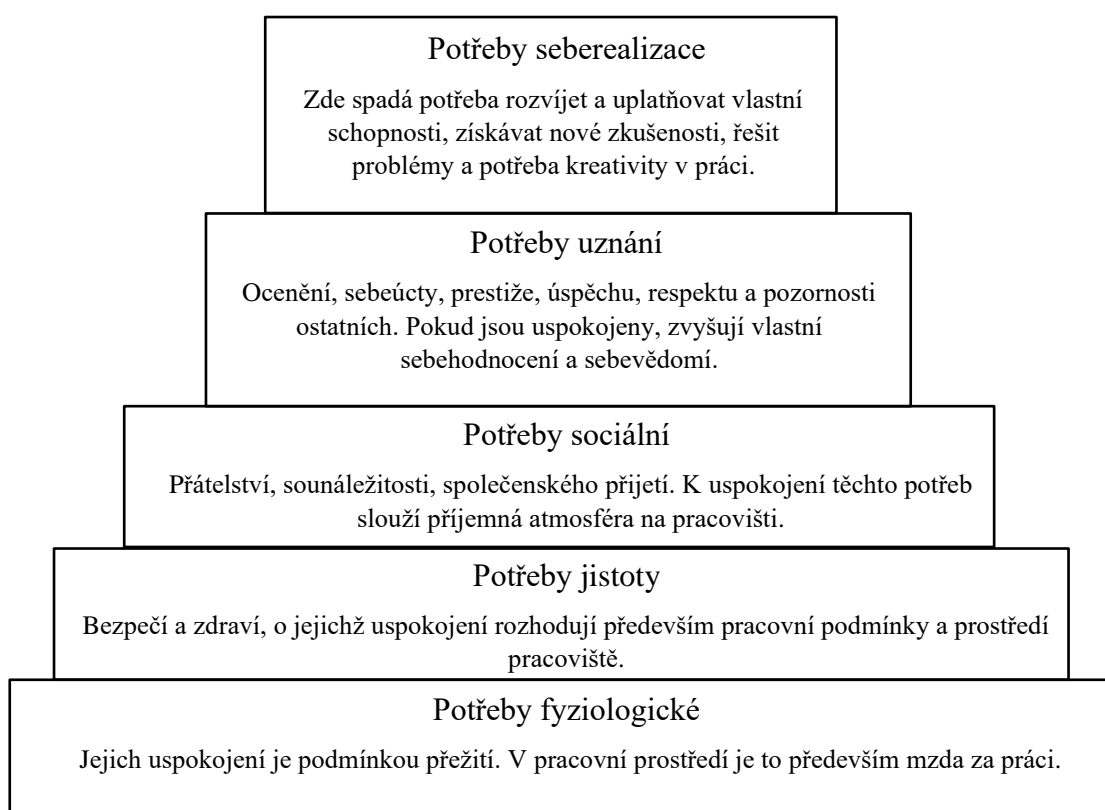 Potřeby seberealizace
Zde spadá potřeba rozvíjet a uplatňovat vlastní
schopnosti, získávat nové zkušenosti, řešit
problémy a potřeba kreativity v práci.
Potřeby uznání
Ocenění, sebeúcty, prestiže, úspěchu, respektu a pozornosti
ostatních. Pokud jsou uspokojeny, zvyšují vlastní
sebehodnocení a sebevědomí.
Potřeby sociální
Přátelství, sounáležitosti, společenského přijetí. K uspokojení těchto potřeb
slouží příjemná atmosféra na pracovišti.
Potřeby jistoty
Bezpečí a zdraví, o jejichž uspokojení rozhodují především pracovní podmínky a prostředí
pracoviště.
Potřeby fyziologické
Jejich uspokojení je podmínkou přežití. V pracovní prostředí je to především mzda za práci.